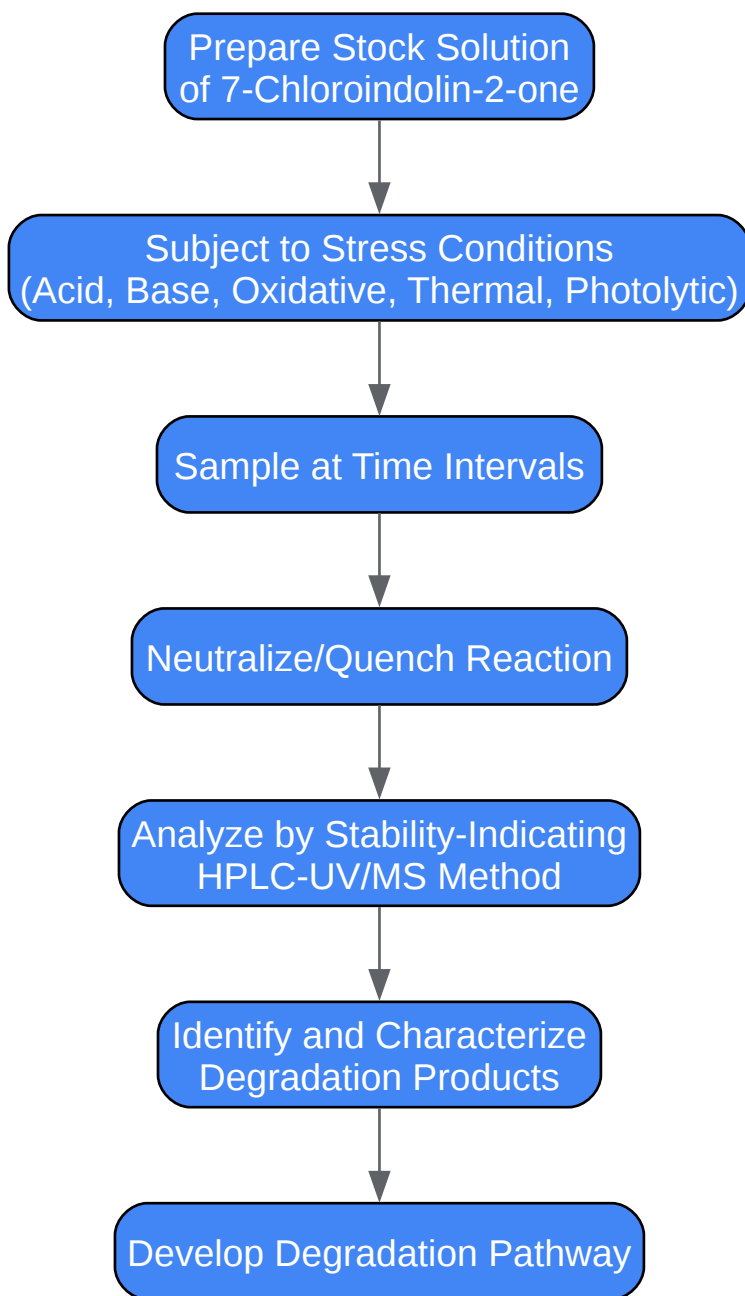 Prepare Stock Solution
of 7-Chloroindolin-2-one
Subject to Stress Conditions
(Acid, Base, Oxidative, Thermal, Photolytic)
Sample at Time Intervals
Neutralize/Quench Reaction
Analyze by Stability-Indicating
HPLC-UV/MS Method
Identify and Characterize
Degradation Products
Develop Degradation Pathway